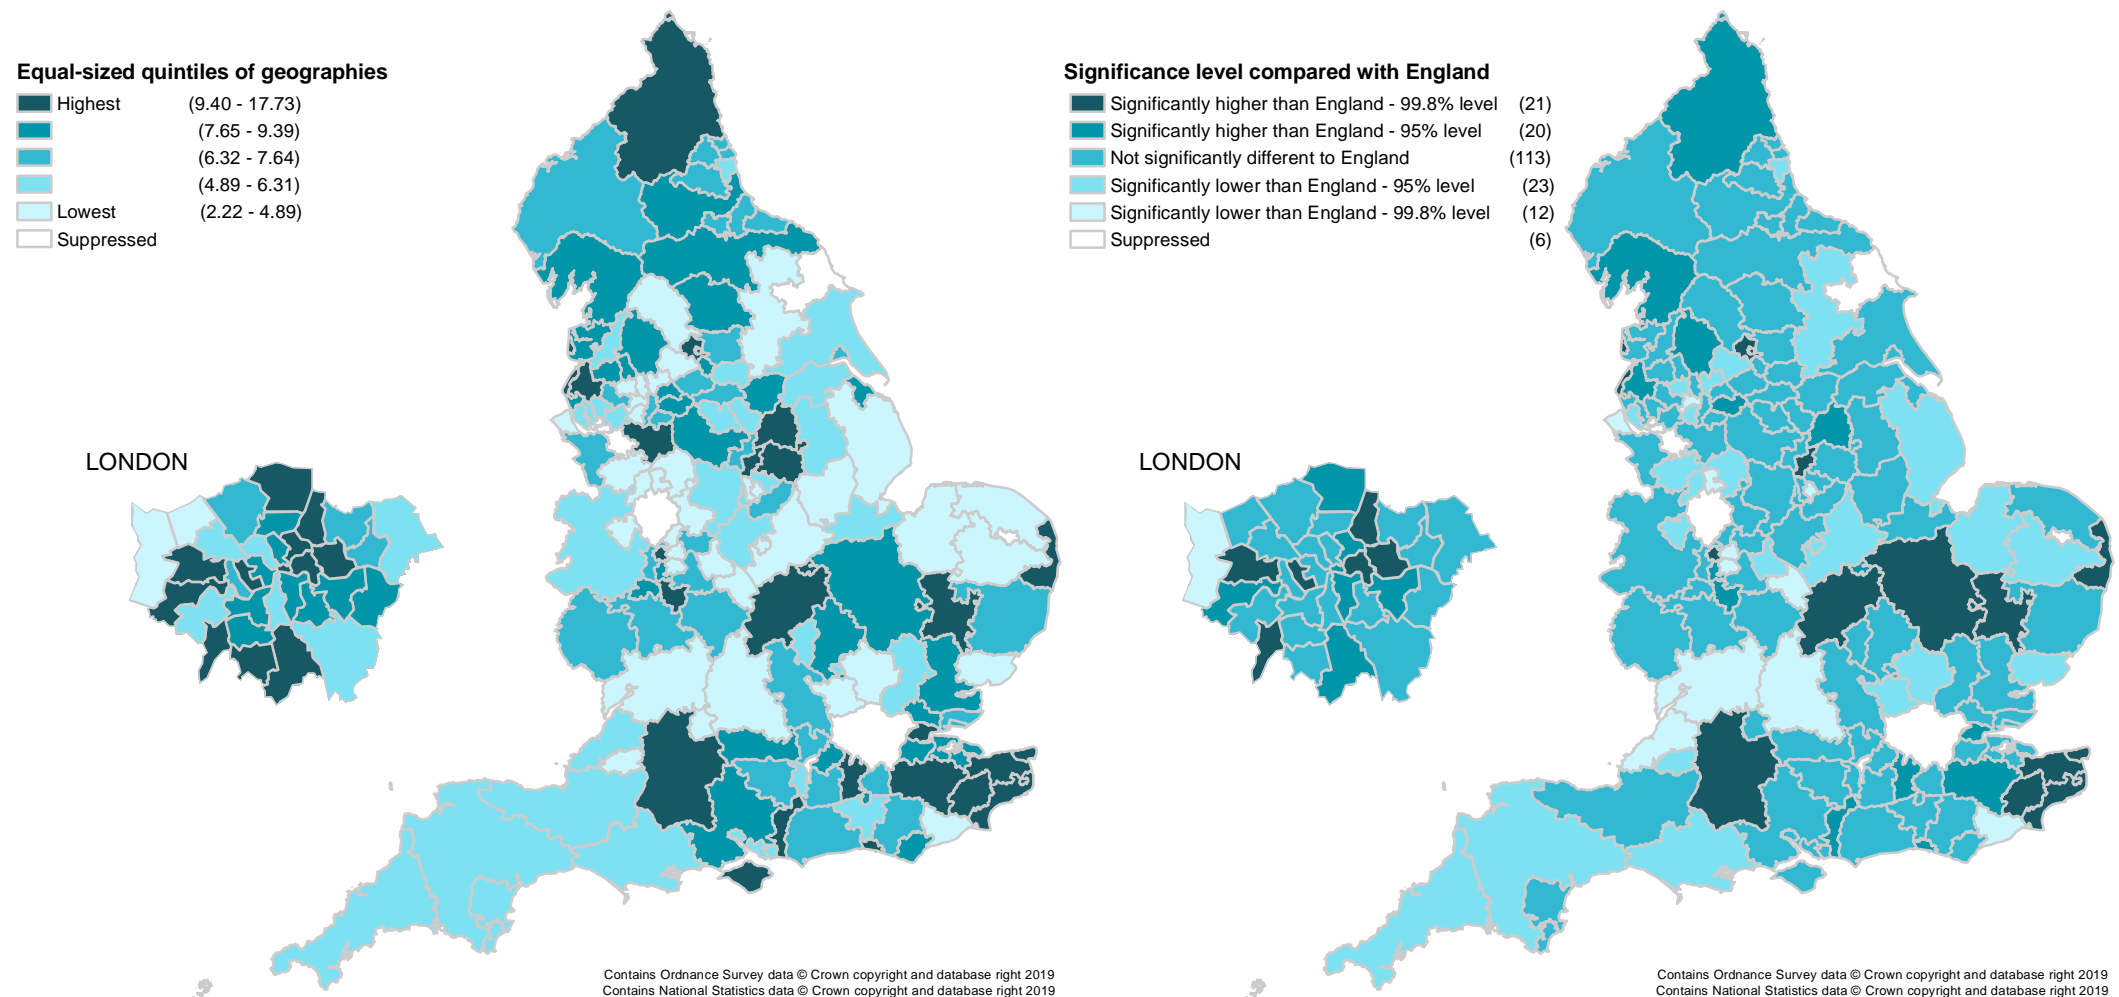 Equal-sized quintiles of geographies
Highest (9.40 - 17.73)
(7.65 - 9.39)
(6.32 - 7.64)
(4.89 - 6.31)
Lowest (2.22 - 4.89)
Suppressed
LONDON
Contains Ordnance Survey data © Crown copyright and database right 2019
Contains National Statistics data © Crown copyright and database right 2019
Significance level compared with England
Significantly higher than England - 99.8% level (21)
Significantly higher than England - 95% level (20)
Not significantly different to England (113)
Significantly lower than England - 95% level (23)
Significantly lower than England - 99.8% level (12)
Suppressed (6)
LONDON
Contains Ordnance Survey data © Crown copyright and database right 2019
Contains National Statistics data © Crown copyright and database right 2019